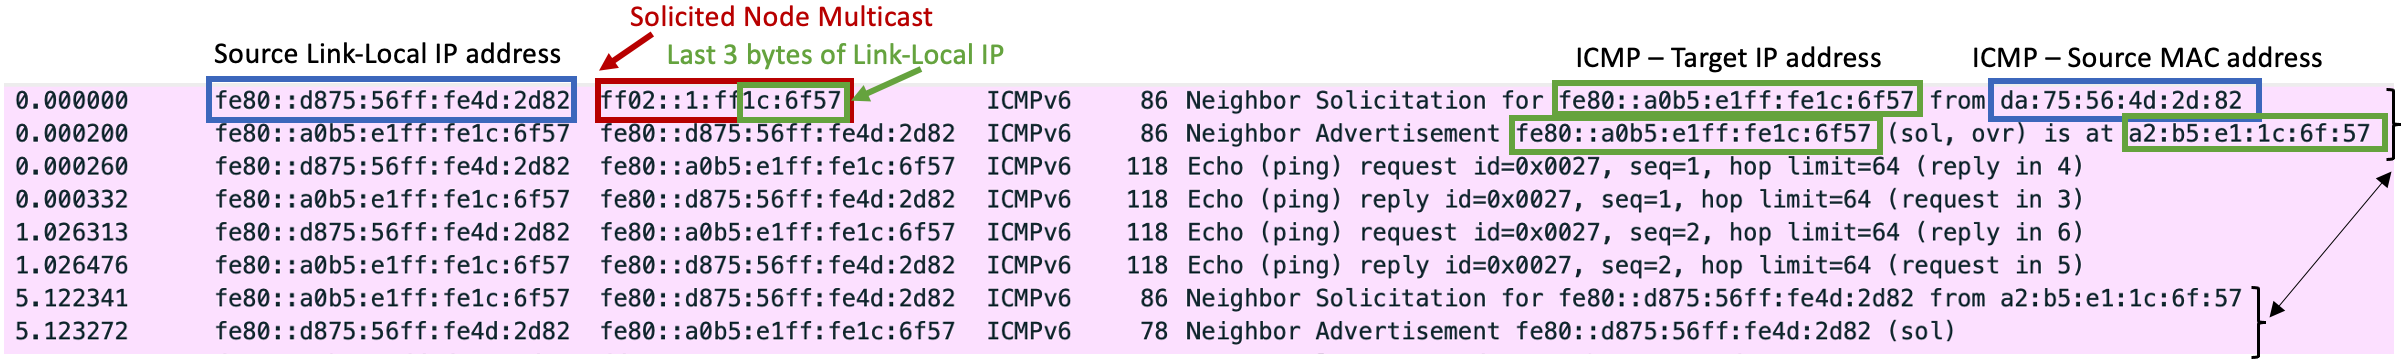 Solicited Node Multicast
Source Link-Local IP address Last 3 bytes of Link-Local IP ICMP – Target IP address ICMP – Source MAC address
0.000000 fe80::d875:56ff:fe4d:2d82 ff02::1:ff1c:6f57 ICMPv6 86 Neighbor Solicitation for fe80::a0b5:e1ff:fe1c:6f57 from da:75:56:4d:2d:82
0.000200 fe80::a0b5:e1ff:fe1c:6f57 fe80::d875:56ff:fe4d:2d82 ICMPv6 86 Neighbor Advertisement fe80::a0b5:e1ff:fe1c:6f57 (sol, ovr) is at a2:b5:e1:1c:6f:57
0.000260 fe80::d875:56ff:fe4d:2d82 fe80::a0b5:e1ff:fe1c:6f57 ICMPv6 118 Echo (ping) request id=0x0027, seq=1, hop limit=64 (reply in 4)
0.000332 fe80::a0b5:e1ff:fe1c:6f57 fe80::d875:56ff:fe4d:2d82 ICMPv6 118 Echo (ping) reply id=0x0027, seq=1, hop limit=64 (request in 3)
1.026313 fe80::d875:56ff:fe4d:2d82 fe80::a0b5:e1ff:fe1c:6f57 ICMPv6 118 Echo (ping) request id=0x0027, seq=2, hop limit=64 (reply in 6)
1.026476 fe80::a0b5:e1ff:fe1c:6f57 fe80::d875:56ff:fe4d:2d82 ICMPv6 118 Echo (ping) reply id=0x0027, seq=2, hop limit=64 (request in 5)
5.122341 fe80::a0b5:e1ff:fe1c:6f57 fe80::d875:56ff:fe4d:2d82 ICMPv6 86 Neighbor Solicitation for fe80::d875:56ff:fe4d:2d82 from a2:b5:e1:1c:6f:57
5.123272 fe80::d875:56ff:fe4d:2d82 fe80::a0b5:e1ff:fe1c:6f57 ICMPv6 78 Neighbor Advertisement fe80::d875:56ff:fe4d:2d82 (sol)